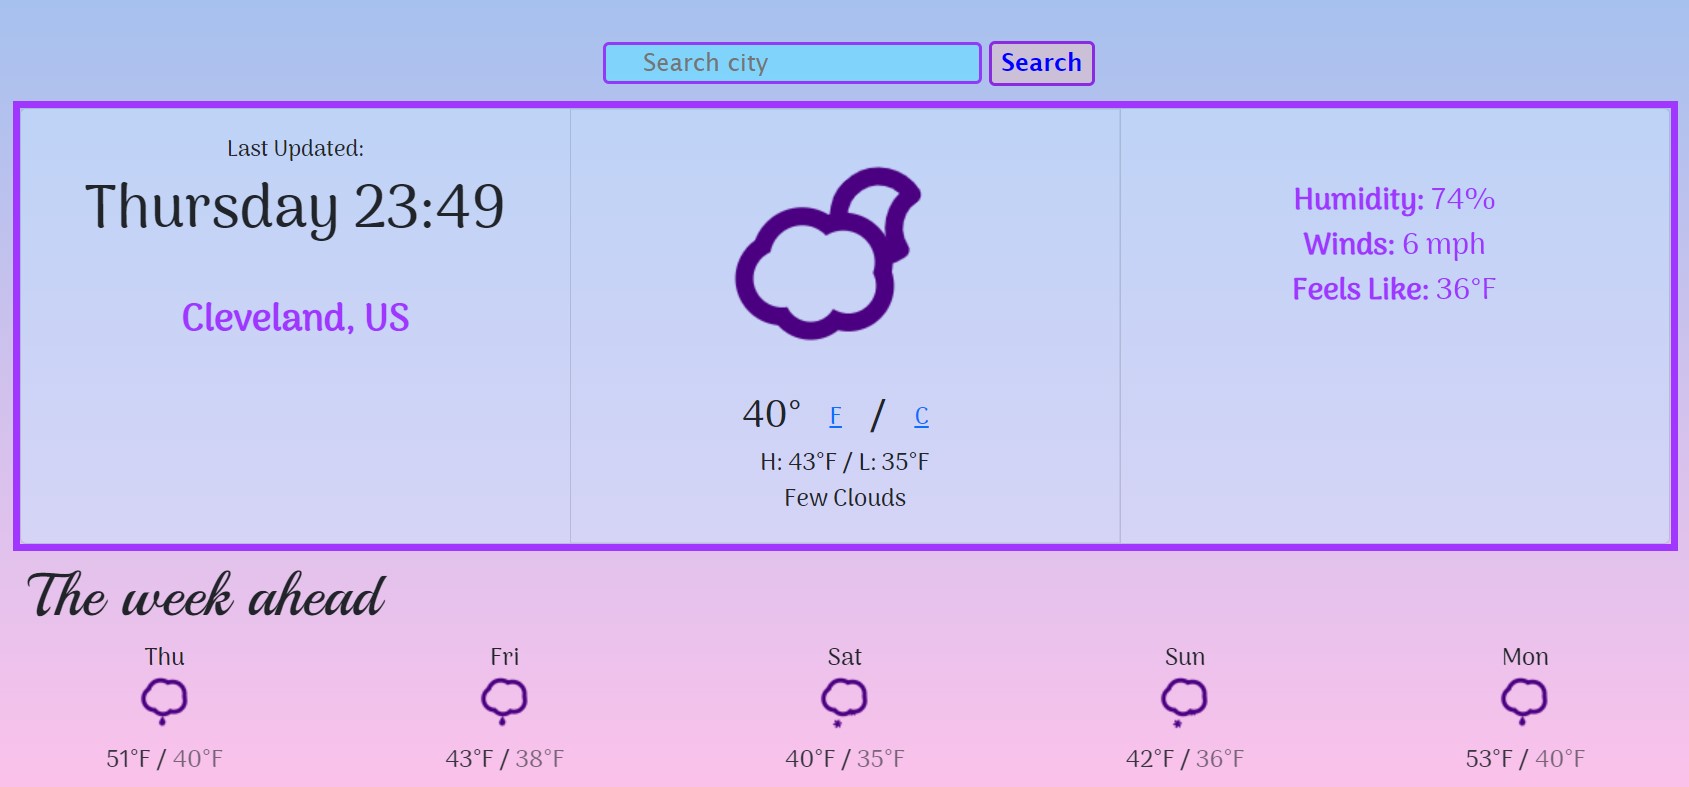 Search city
Search
Last Updated:
Thursday 23:49
Cleveland, US
40° F / C
H: 43°F / L: 35°F
Few Clouds
Humidity: 74%
Winds: 6 mph
Feels Like: 36°F
The week ahead
Thu Fri Sat Sun Mon
51°F / 40°F 43°F / 38°F 40°F / 35°F 42°F / 36°F 53°F / 40°F